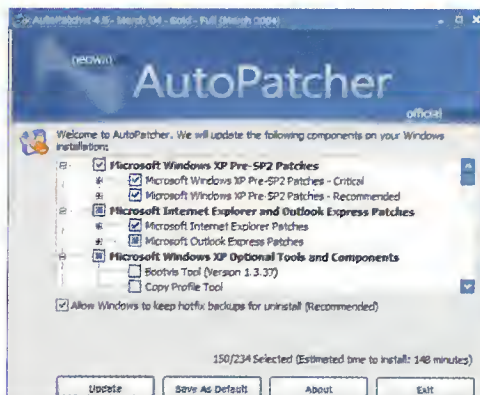 AutoPatcher 4.5 - March '04 - Gold - Full (March 2004)
neowin
AutoPatcher
official
Welcome to AutoPatcher. We will update the following components on your Windows
installation:
Microsoft Windows XP Pre-SP2 Patches
Microsoft Windows XP Pre-SP2 Patches - Critical
Microsoft Windows XP Pre-SP2 Patches - Recommended
Microsoft Internet Explorer and Outlook Express Patches
Microsoft Internet Explorer Patches
Microsoft Outlook Express Patches
Microsoft Windows XP Optional Tools and Components
Bootvis Tool (Version 1.3.37)
Copy Profile Tool
Allow Windows to keep hotfix backups for uninstall (Recommended)
150/234 Selected (Estimated time to install: 148 minutes)
Update
Save As Default
About
Exit